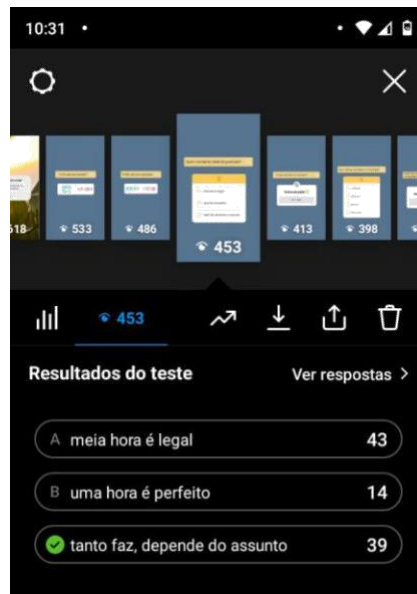 10:31
618
533
486
453
413
398
453
Resultados do teste
Ver respostas >
A meia hora é legal 43
B uma hora é perfeito 14
tanto faz, depende do assunto 39